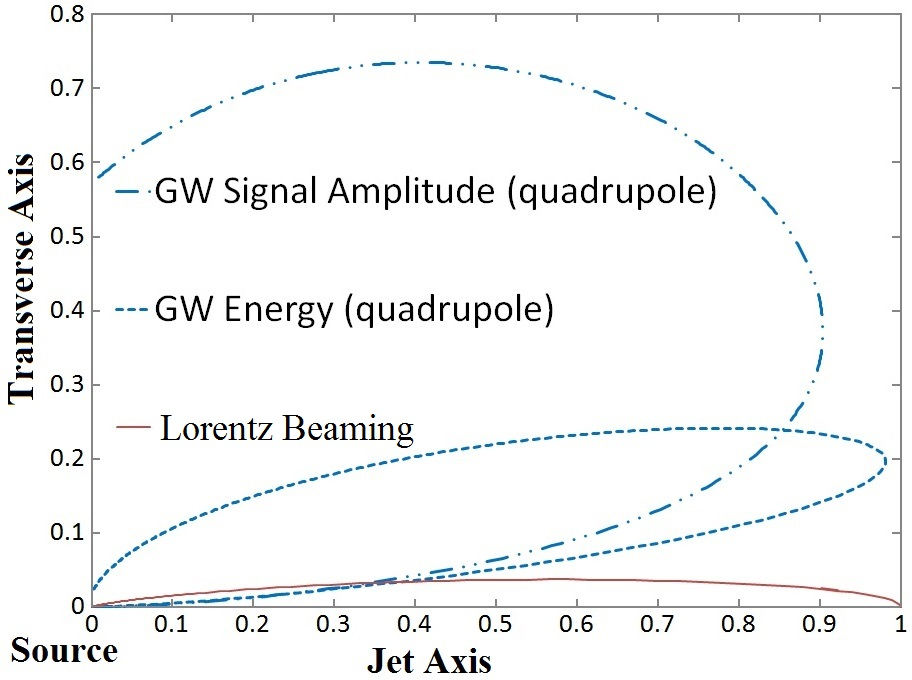 0.8
0.7
0.6
0.5
0.4
0.3
0.2
0.1
0
Transverse Axis
GW Signal Amplitude (quadrupole)
GW Energy (quadrupole)
Lorentz Beaming
0 0.1 0.2 0.3 0.4 0.5 0.6 0.7 0.8 0.9 1
Source
Jet Axis